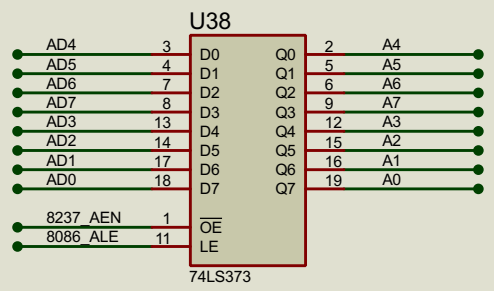 U38
AD4 3 D0 Q0 2 A4
AD5 4 D1 Q1 5 A5
AD6 7 D2 Q2 6 A6
AD7 8 D3 Q3 9 A7
AD3 13 D4 Q4 12 A3
AD2 14 D5 Q5 15 A2
AD1 17 D6 Q6 16 A1
AD0 18 D7 Q7 19 A0
8237_AEN 1 OE
8086_ALE 11 LE
74LS373